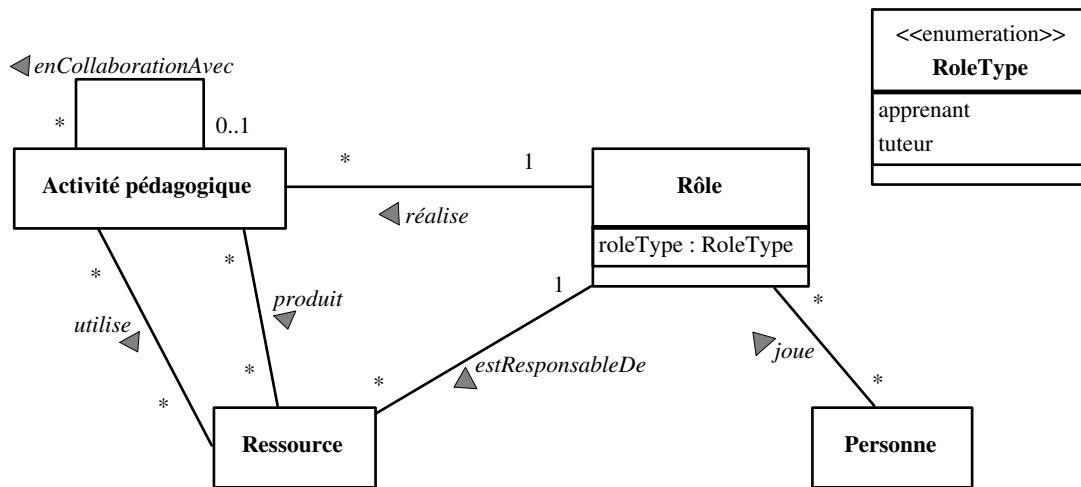 <<enumeration>>
RoleType
apprenant
tuteur
enCollaborationAvec
*
0..1
Activité pédagogique
*
1
réalise
Rôle
roleType : RoleType
*
*
utilise
*
produit
*
1
*
estResponsableDe
*
joue
*
Ressource
Personne